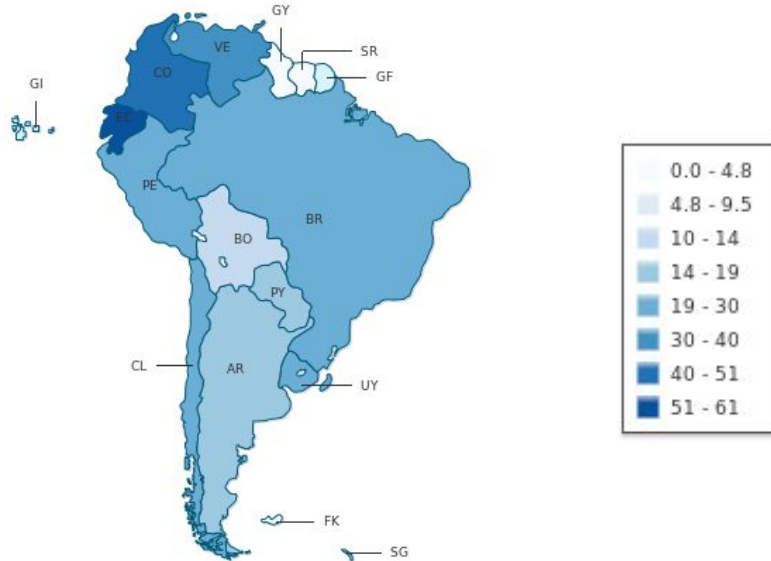 GY
SR
VE
GF
CO
GI
EC
PE
BR
BO
PY
CL
AR
UY
FK
SG
0.0 - 4.8
4.8 - 9.5
10 - 14
14 - 19
19 - 30
30 - 40
40 - 51
51 - 61